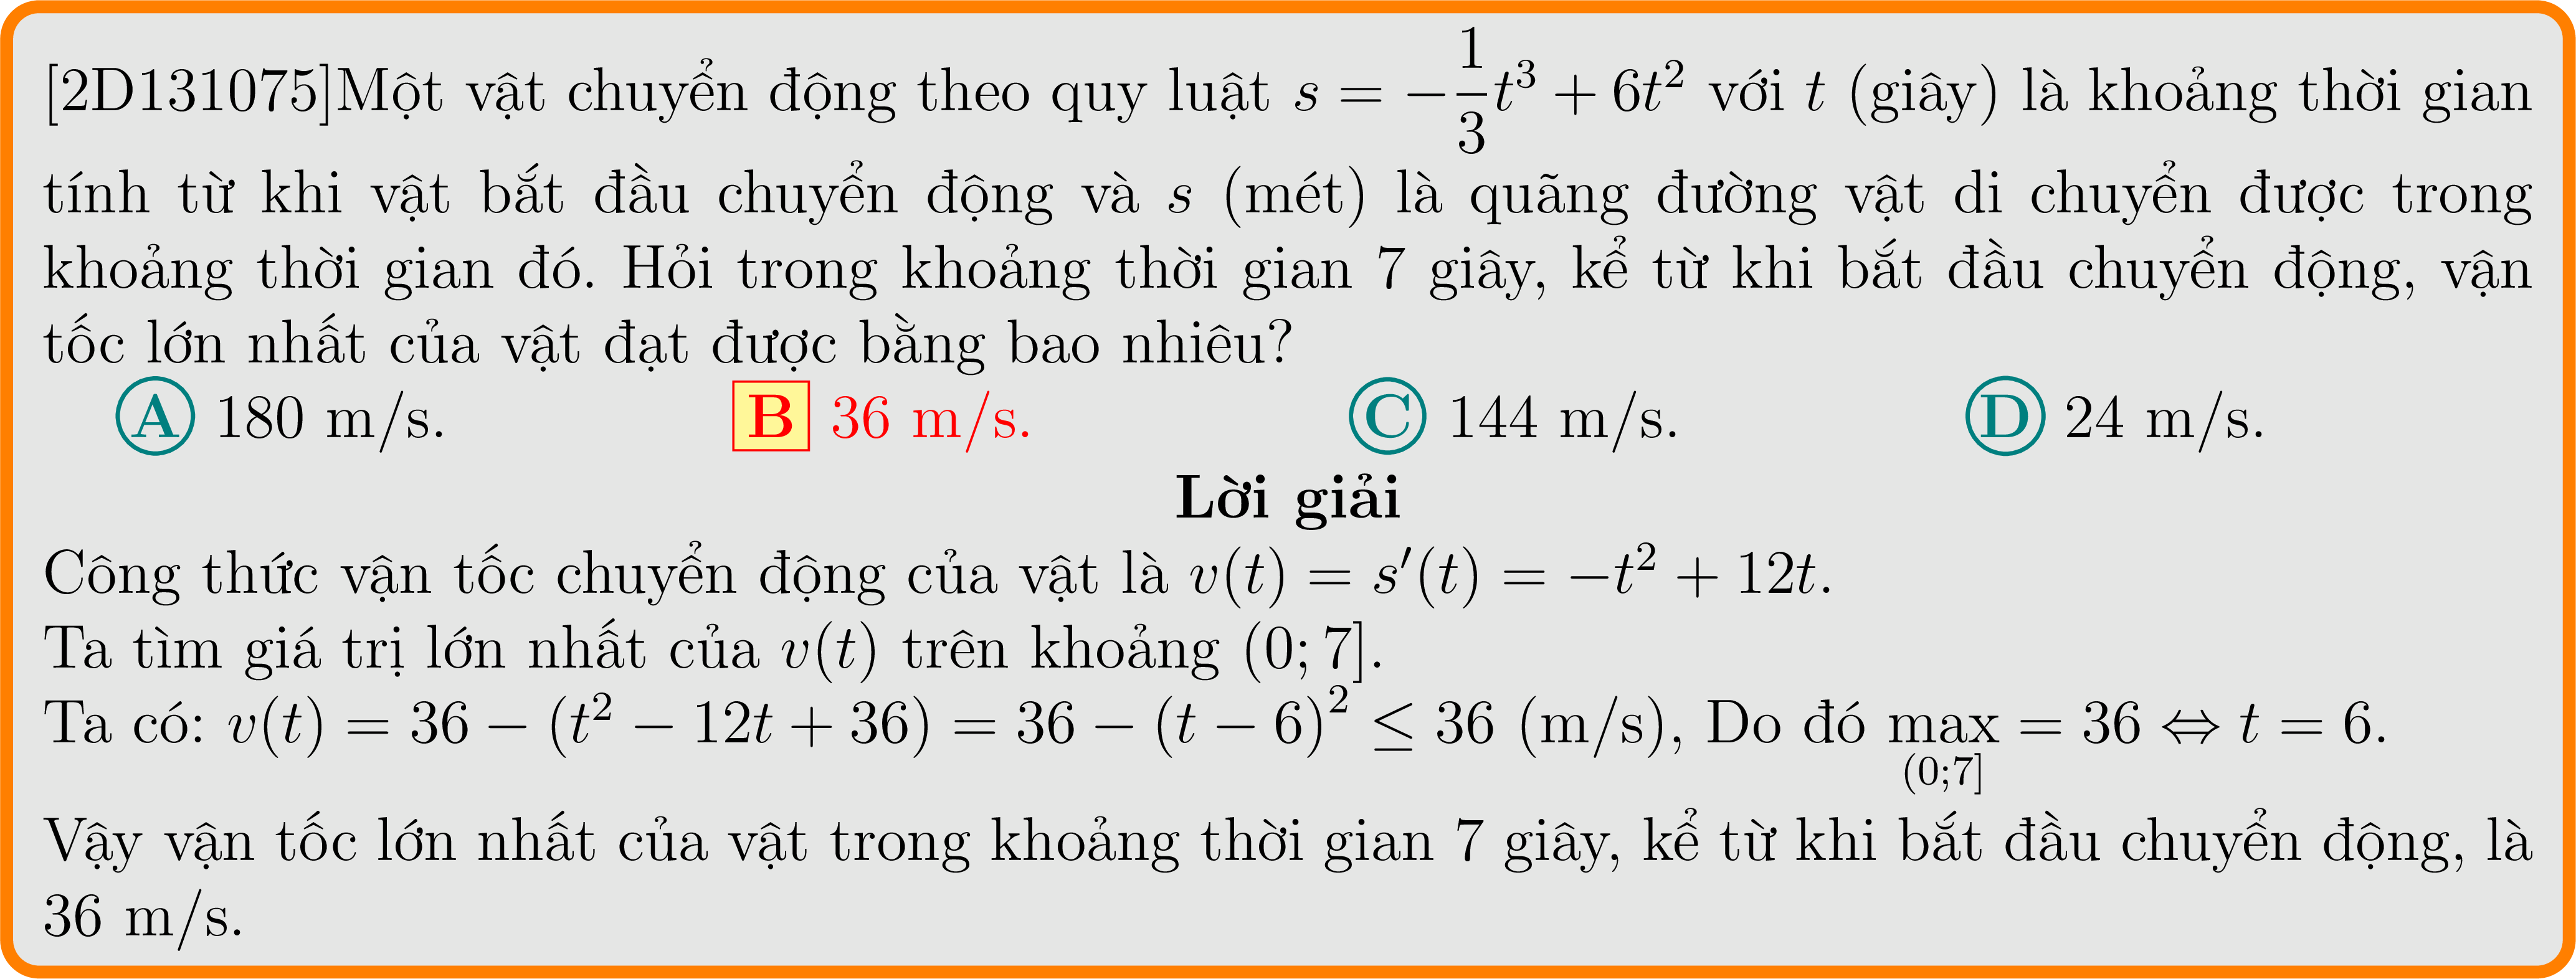 [2D131075]Một vật chuyển động theo quy luật $s = -\frac{1}{3}t^3 + 6t^2$ với $t$ (giây) là khoảng thời gian
tính từ khi vật bắt đầu chuyển động và $s$ (mét) là quãng đường vật di chuyển được trong
khoảng thời gian đó. Hỏi trong khoảng thời gian 7 giây, kể từ khi bắt đầu chuyển động, vận
tốc lớn nhất của vật đạt được bằng bao nhiêu?
A 180 m/s. B 36 m/s. C 144 m/s. D 24 m/s.
Lời giải
Công thức vận tốc chuyển động của vật là $v(t) = s'(t) = -t^2 + 12t$.
Ta tìm giá trị lớn nhất của $v(t)$ trên khoảng $(0; 7]$.
Ta có: $v(t) = 36 - (t^2 - 12t + 36) = 36 - (t - 6)^2 \leq 36$ (m/s), Do đó $\max\limits_{(0;7]} = 36 \Leftrightarrow t = 6$.
Vậy vận tốc lớn nhất của vật trong khoảng thời gian 7 giây, kể từ khi bắt đầu chuyển động, là
36 m/s.